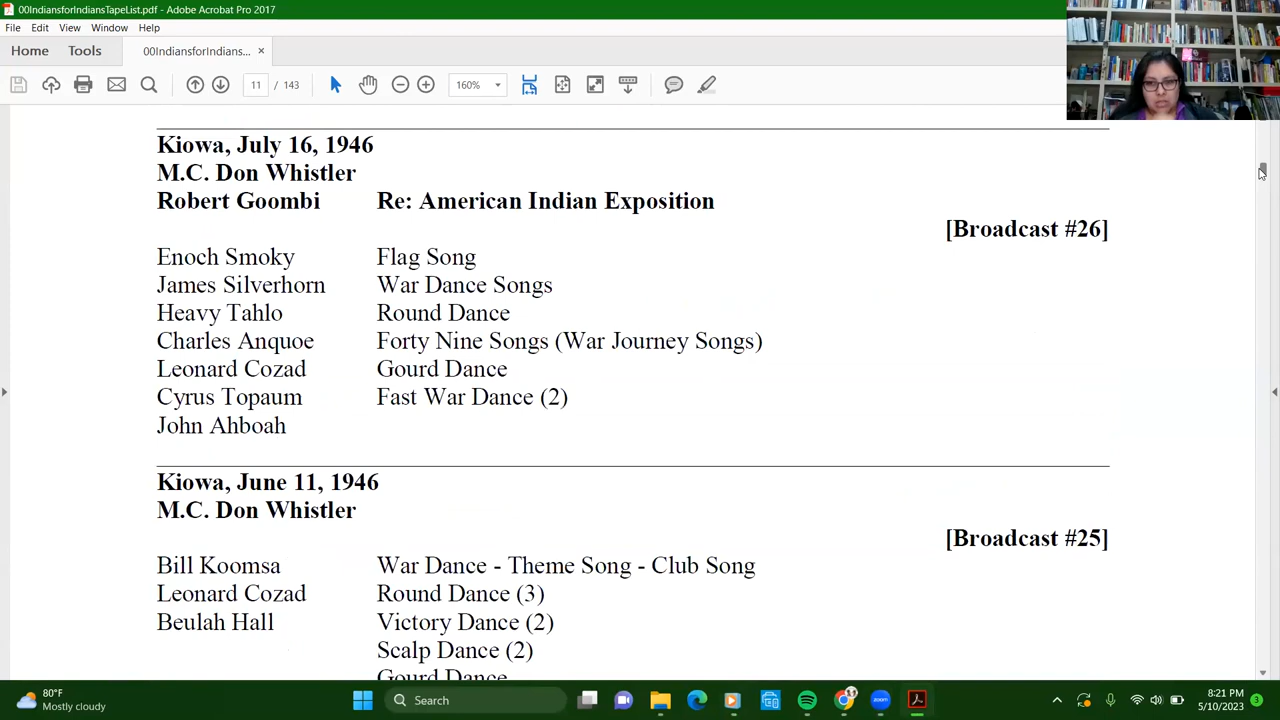 00IndiansforIndiansTapeList.pdf - Adobe Acrobat Pro 2017
File Edit View Window Help
Home Tools 00IndiansforIndians... ×
11 / 143 160%
Kiowa, July 16, 1946
M.C. Don Whistler
Robert Goombi Re: American Indian Exposition
[Broadcast #26]
Enoch Smoky Flag Song
James Silverhorn War Dance Songs
Heavy Tahlo Round Dance
Charles Anquoe Forty Nine Songs (War Journey Songs)
Leonard Cozad Gourd Dance
Cyrus Topaum Fast War Dance (2)
John Ahboah
Kiowa, June 11, 1946
M.C. Don Whistler
[Broadcast #25]
Bill Koomsa War Dance - Theme Song - Club Song
Leonard Cozad Round Dance (3)
Beulah Hall Victory Dance (2)
Scalp Dance (2)
Gourd Dance
80°F
Mostly cloudy
Search
zoom
8:21 PM
5/10/2023
3